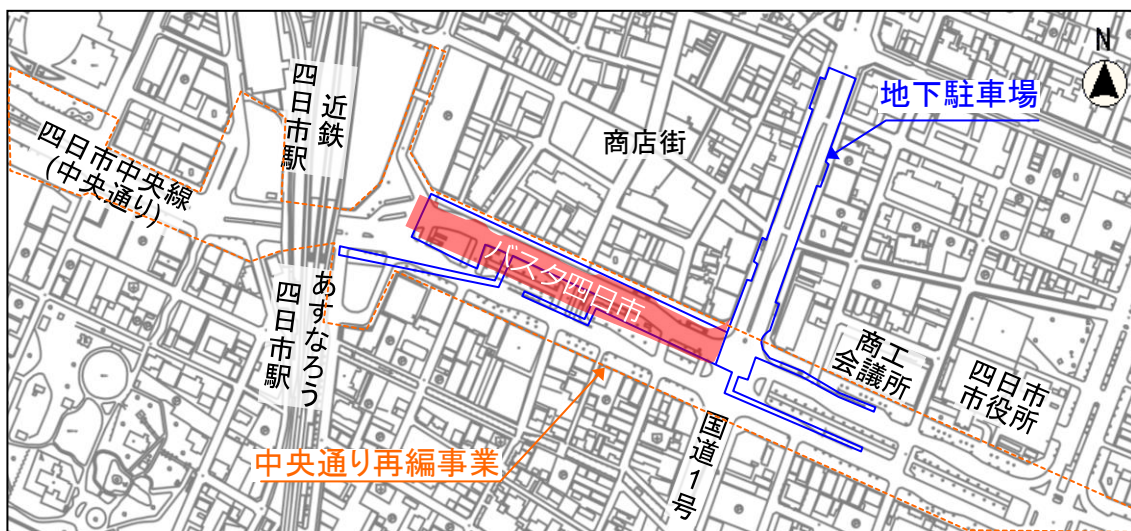 N
地下駐車場
近鉄
四日市駅
商店街
四日市中央線
(中央通り)
バスタ四日市
あすなろう
四日市駅
商工
会議所
四日市
市役所
国道1号
中央通り再編事業